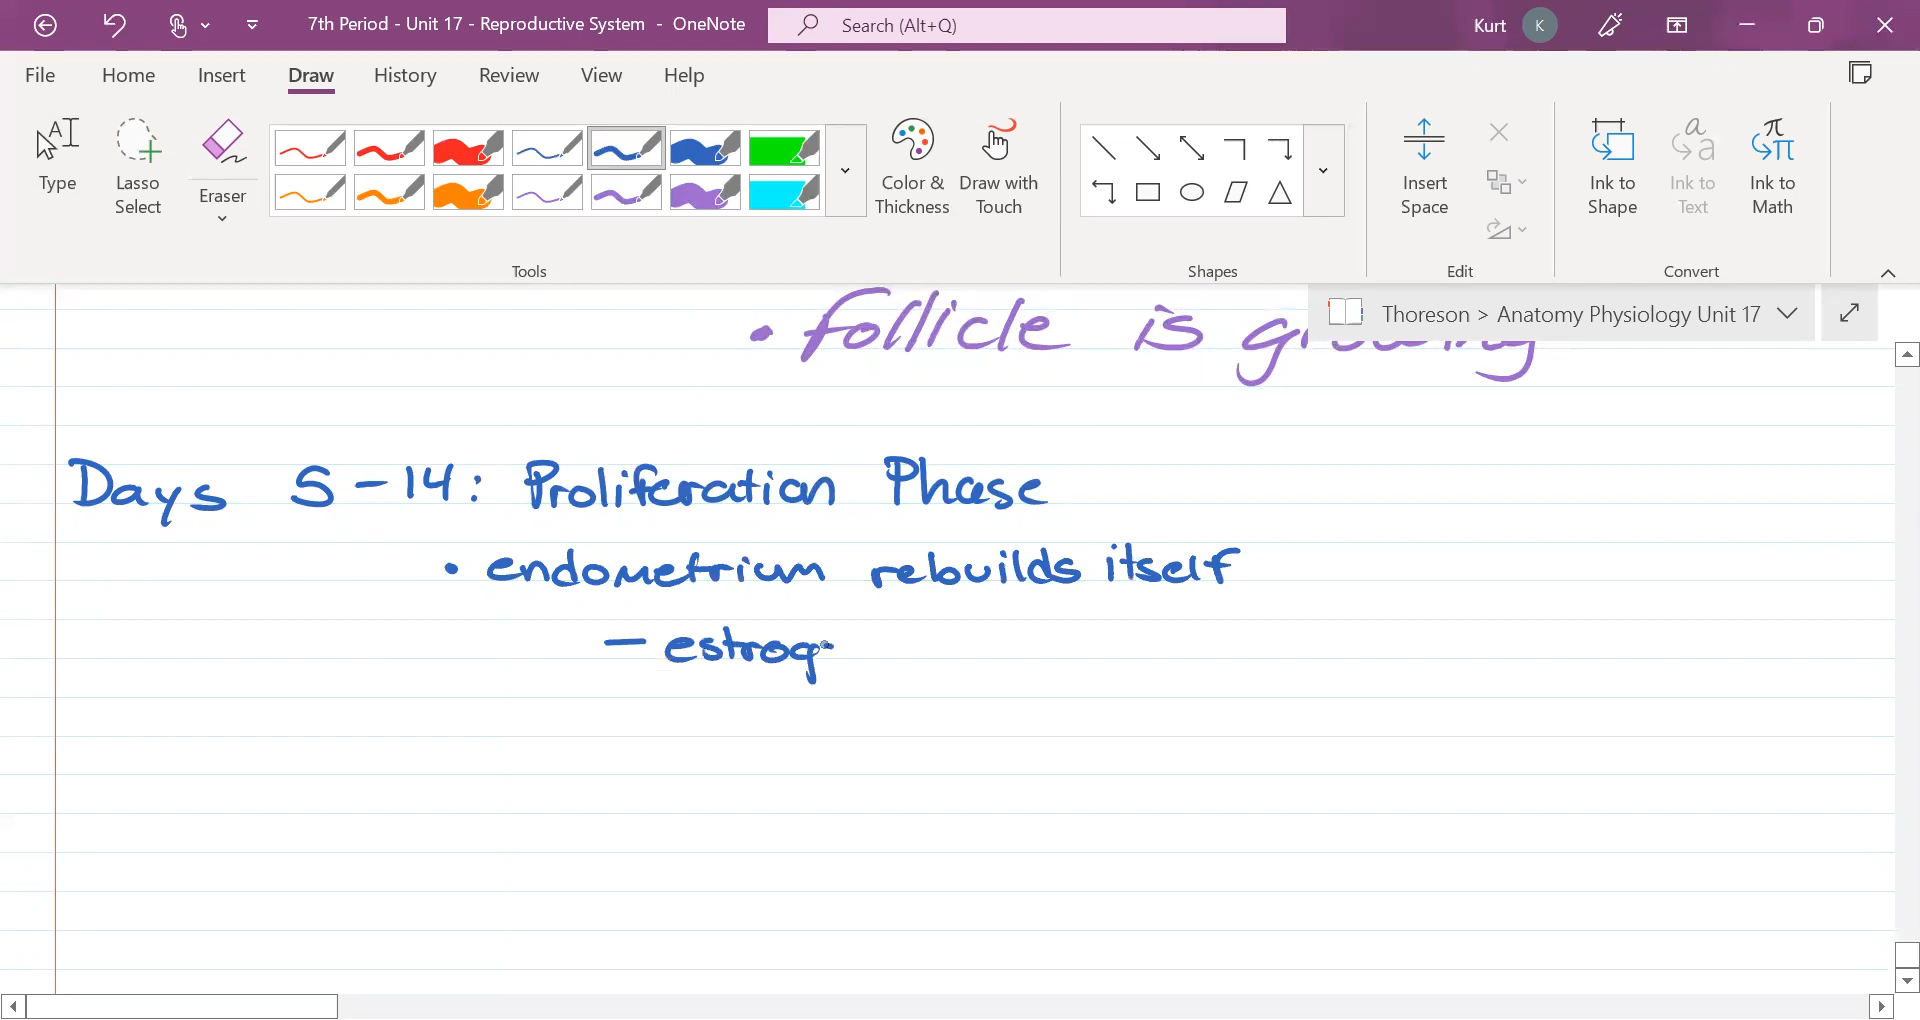 7th Period - Unit 17 - Reproductive System - OneNote
Search (Alt+Q)
Kurt
K
File Home Insert Draw History Review View Help
Type
Lasso Select
Eraser
Color & Thickness
Draw with Touch
Insert Space
Ink to Shape
Ink to Text
Ink to Math
Tools
Shapes
Edit
Convert
Thoreson > Anatomy Physiology Unit 17
• follicle is growing
Days 5-14: Proliferation Phase
• endometrium rebuilds itself
— estrog